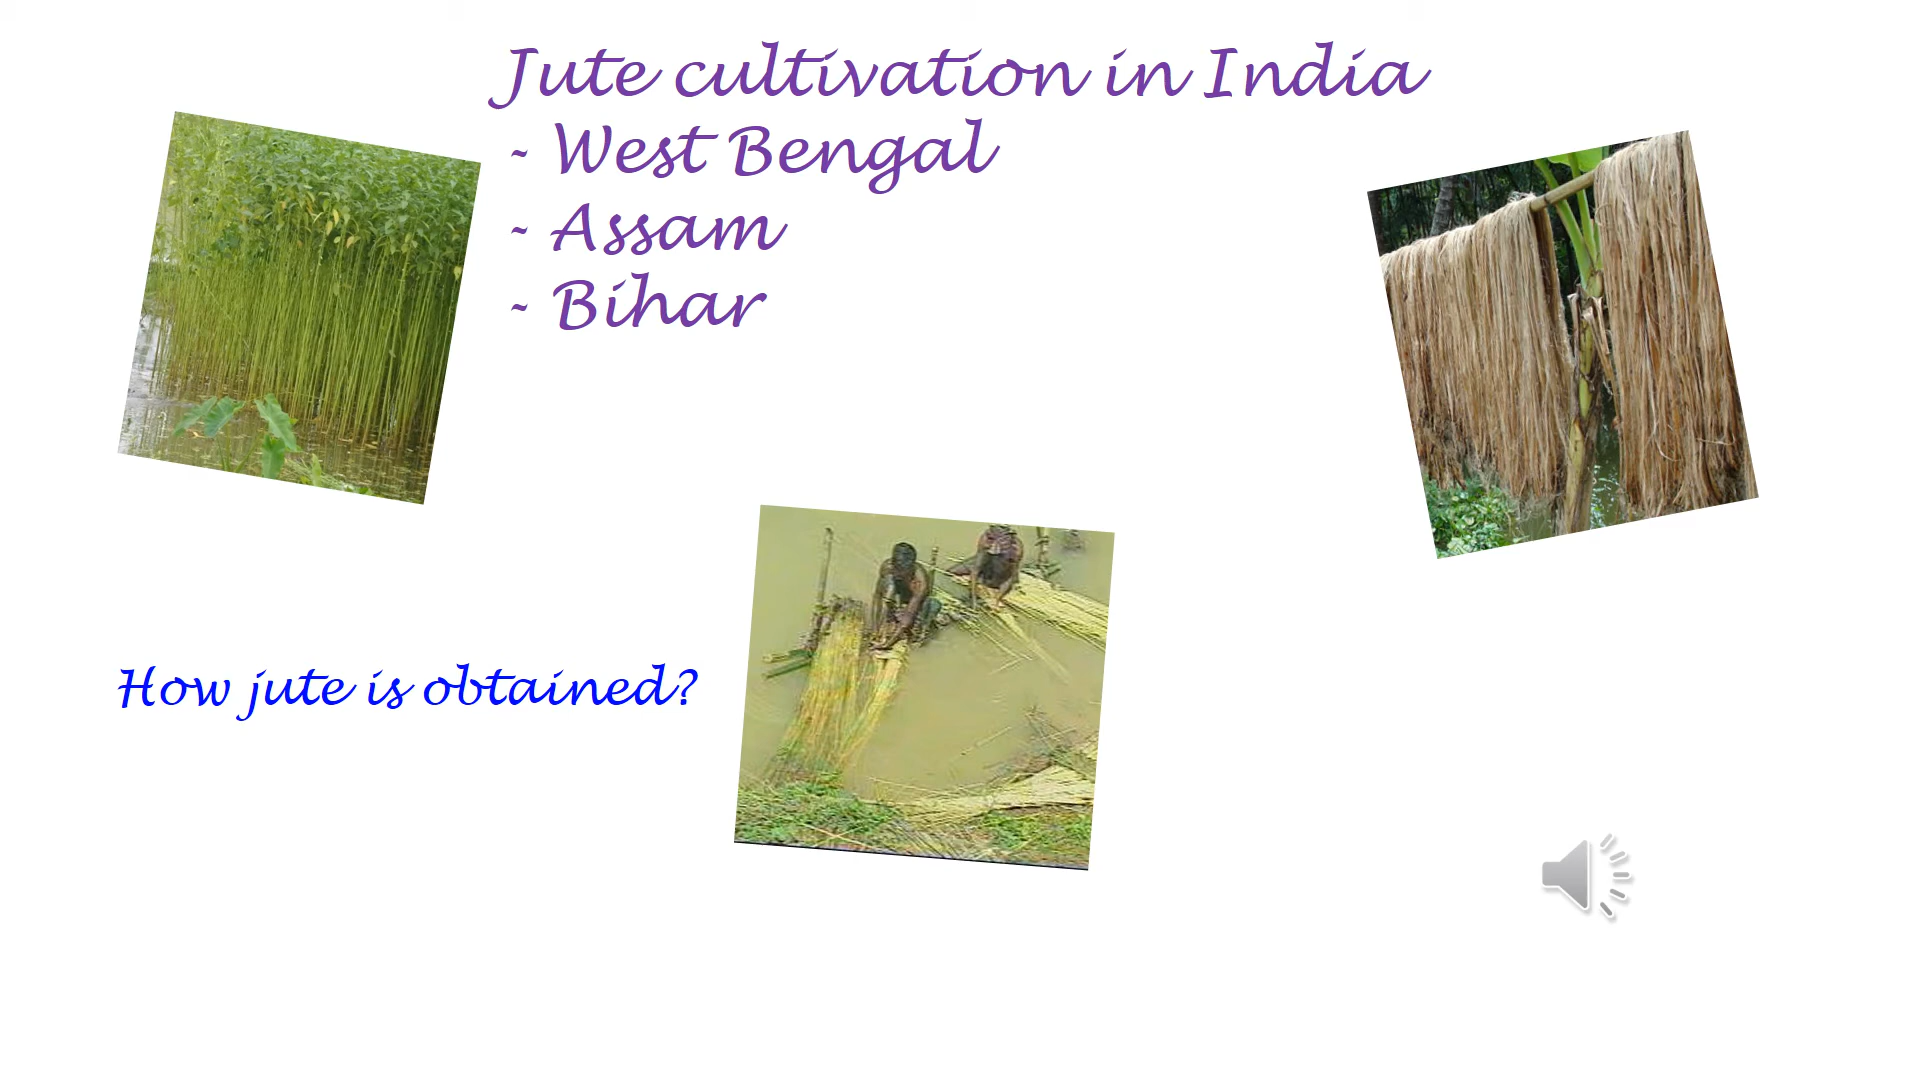 Jute cultivation in India
- West Bengal
- Assam
- Bihar
How jute is obtained?